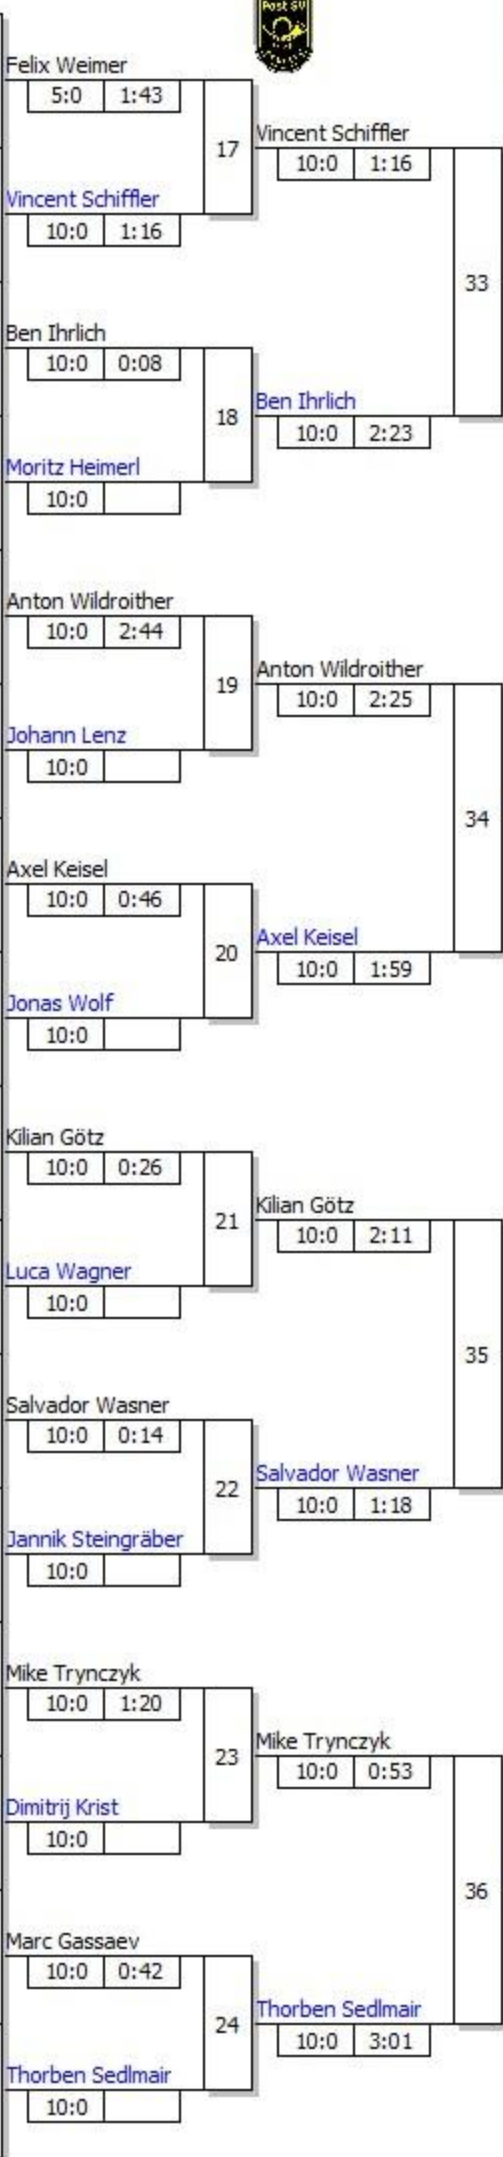 Post SV
Felix Weimer
5:0 1:43
17
Vincent Schiffler
10:0 1:16
Vincent Schiffler
10:0 1:16
33
Ben Ihrlich
10:0 0:08
18
Ben Ihrlich
10:0 2:23
Moritz Heimerl
10:0
Anton Wildroither
10:0 2:44
19
Anton Wildroither
10:0 2:25
Johann Lenz
10:0
34
Axel Keisel
10:0 0:46
20
Axel Keisel
10:0 1:59
Jonas Wolf
10:0
Kilian Götz
10:0 0:26
21
Kilian Götz
10:0 2:11
Luca Wagner
10:0
35
Salvador Wasner
10:0 0:14
22
Salvador Wasner
10:0 1:18
Jannik Steingräber
10:0
Mike Trynczyk
10:0 1:20
23
Mike Trynczyk
10:0 0:53
Dimitrij Krist
10:0
36
Marc Gassaev
10:0 0:42
24
Thorben Sedlmair
10:0 3:01
Thorben Sedlmair
10:0